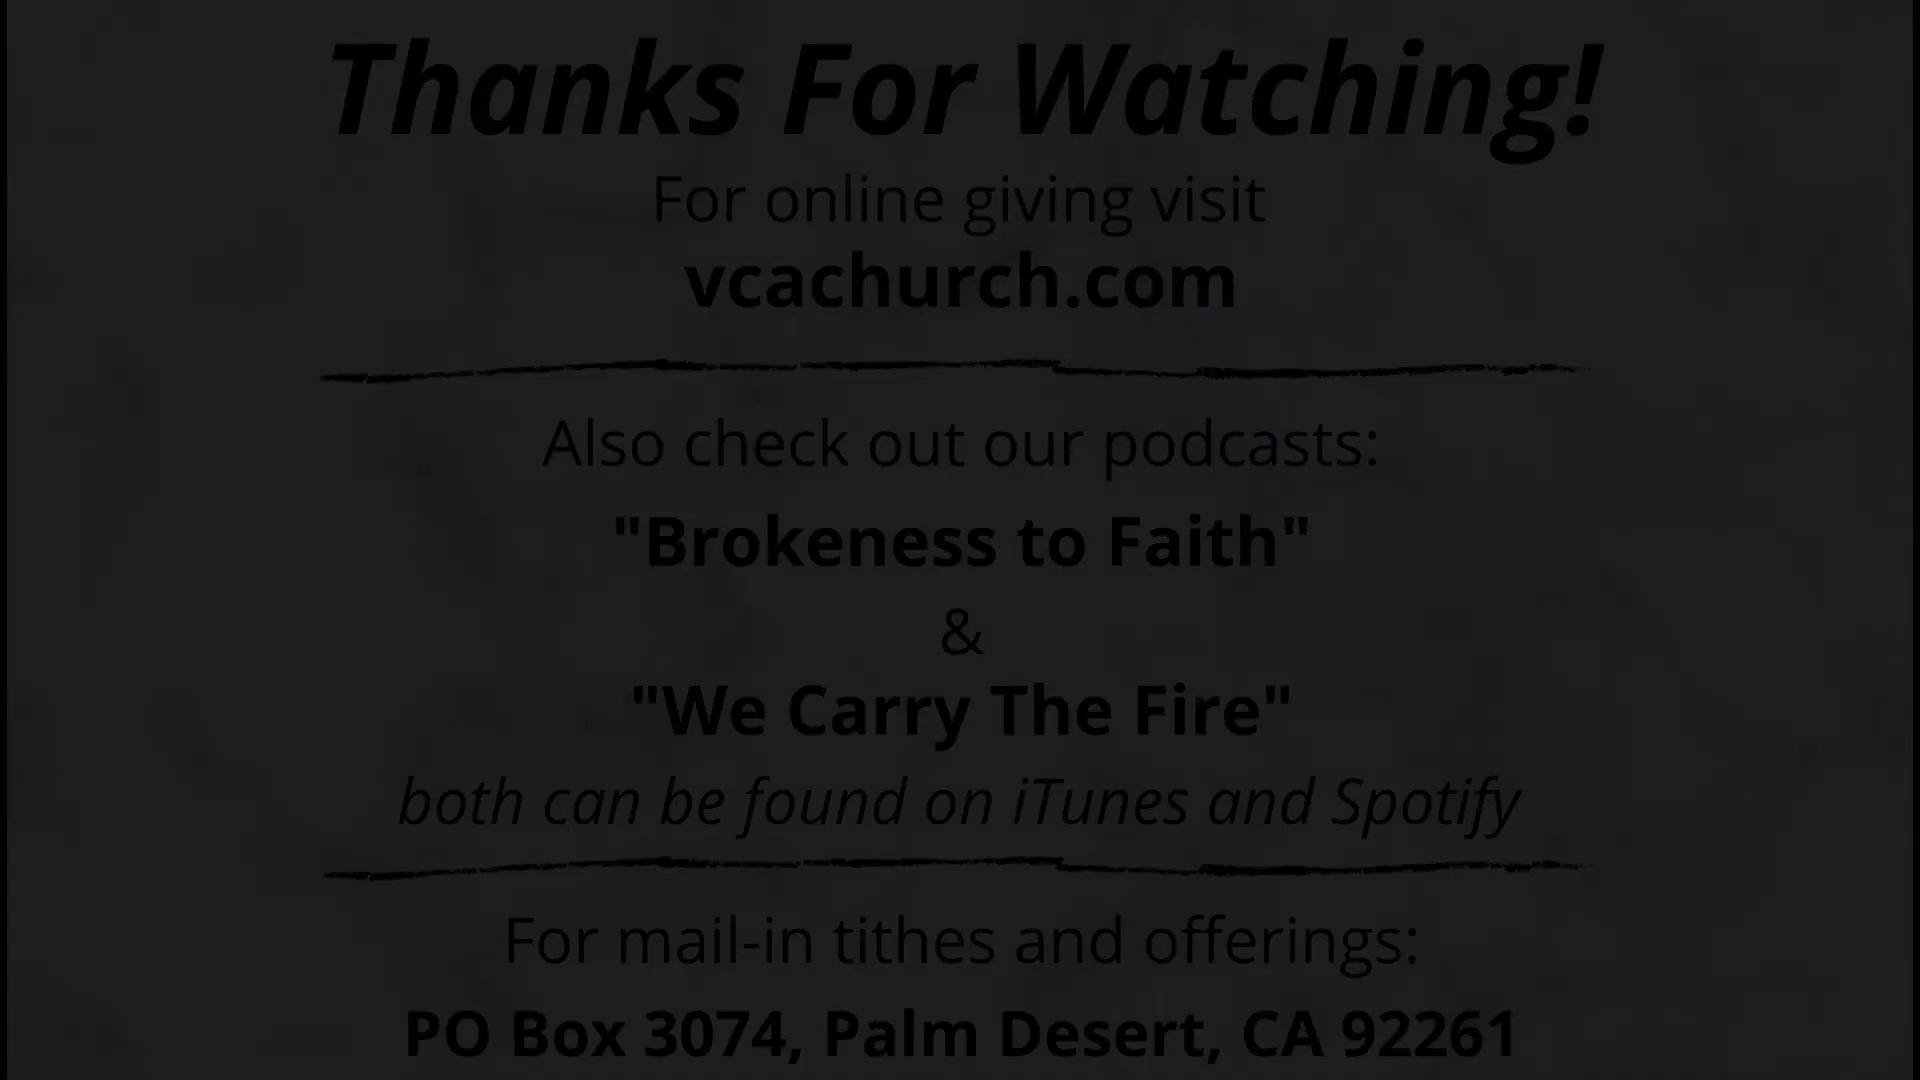 Thanks For Watching!
For online giving visit
vcachurch.com
Also check out our podcasts:
"Brokeness to Faith"
&
"We Carry The Fire"
both can be found on iTunes and Spotify
For mail-in tithes and offerings:
PO Box 3074, Palm Desert, CA 92261